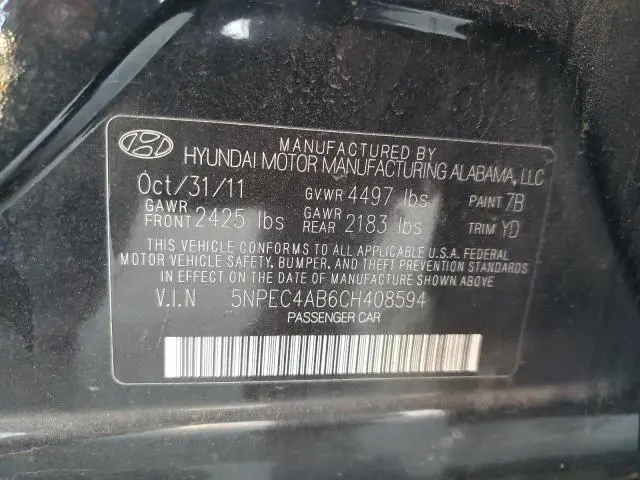 MANUFACTURED BY
HYUNDAI MOTOR MANUFACTURING ALABAMA, LLC
Oct/31/11 GVWR 4497 lbs PAINT 7B
GAWR FRONT 2425 lbs GAWR REAR 2183 lbs TRIM YD
THIS VEHICLE CONFORMS TO ALL APPLICABLE U.S.A. FEDERAL
MOTOR VEHICLE SAFETY, BUMPER, AND THEFT PREVENTION STANDARDS
IN EFFECT ON THE DATE OF MANUFACTURE SHOWN ABOVE.
V.I.N 5NPEC4AB6CH408594
PASSENGER CAR